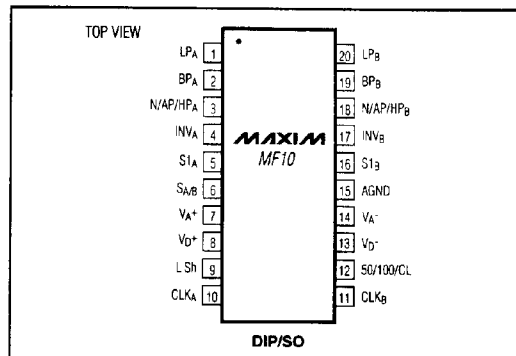 TOP VIEW
LPA 1 20 LPB
BPA 2 19 BPB
N/AP/HPA 3 18 N/AP/HPB
INVA 4 17 INVB
MAXIM
MF10
S1A 5 16 S1B
SA/B 6 15 AGND
VA+ 7 14 VA-
VD+ 8 13 VD-
LSh 9 12 50/100/CL
CLKA 10 11 CLKB
DIP/SO